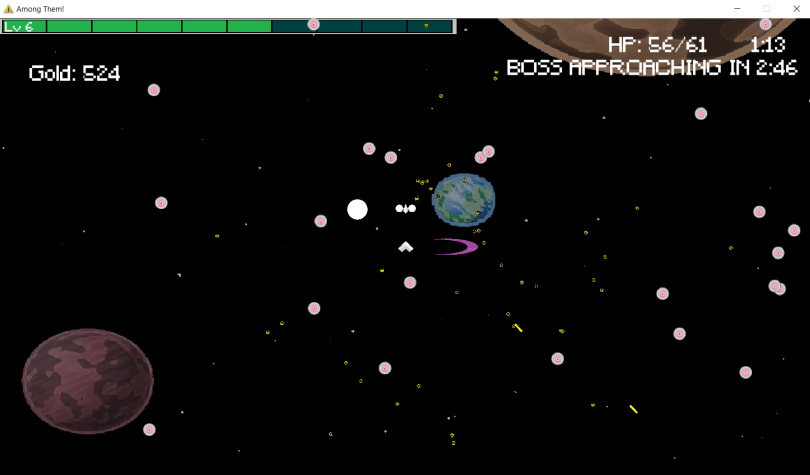 Among Them!
Lv 6
HP: 56/61 1:13
BOSS APPROACHING IN 2:46
Gold: 524